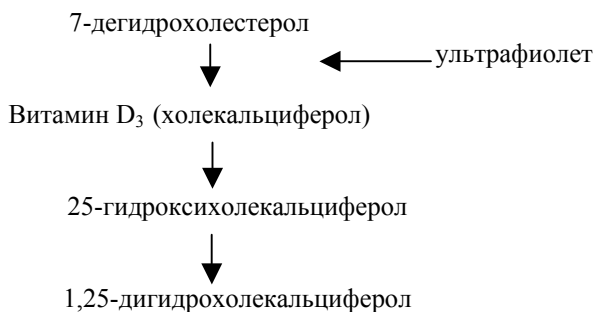 7-дегидрохолестерол
ультрафиолет
Витамин D₃ (холекальциферол)
25-гидроксихолекальциферол
1,25-дигидрохолекальциферол